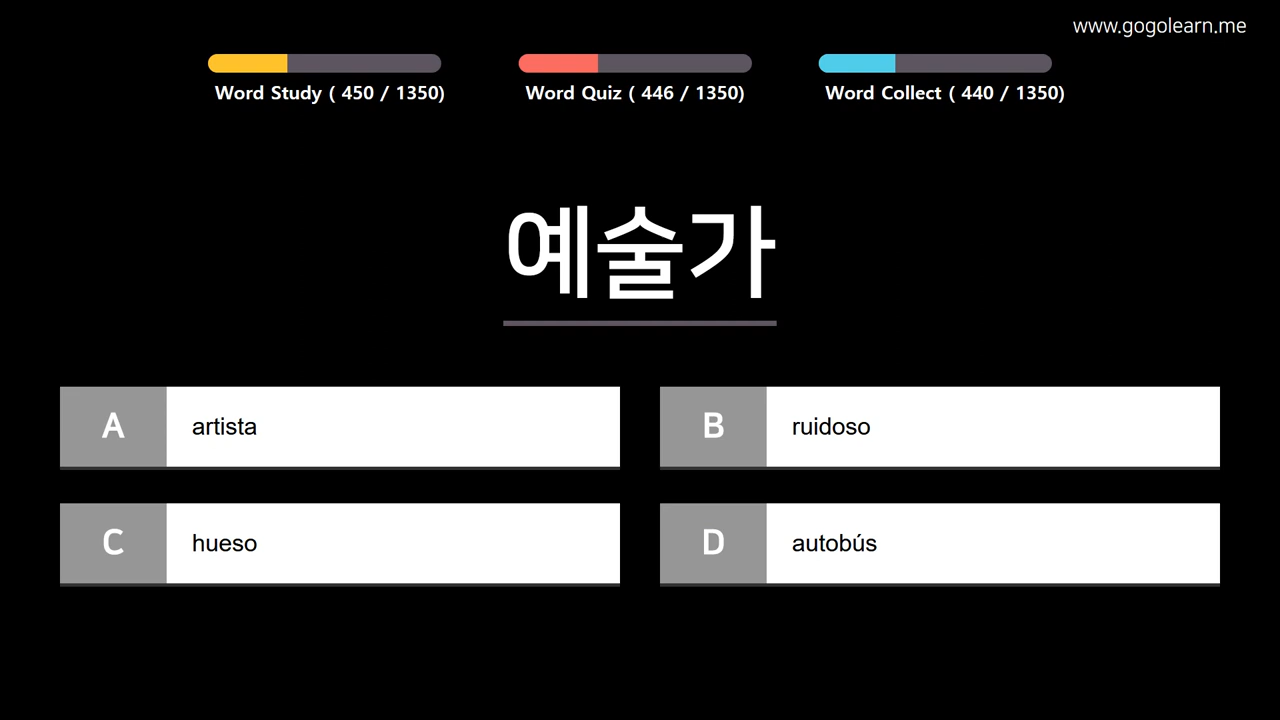 www.gogolearn.me
Word Study ( 450 / 1350)
Word Quiz ( 446 / 1350)
Word Collect ( 440 / 1350)
예술가
A
artista
B
ruidoso
C
hueso
D
autobús